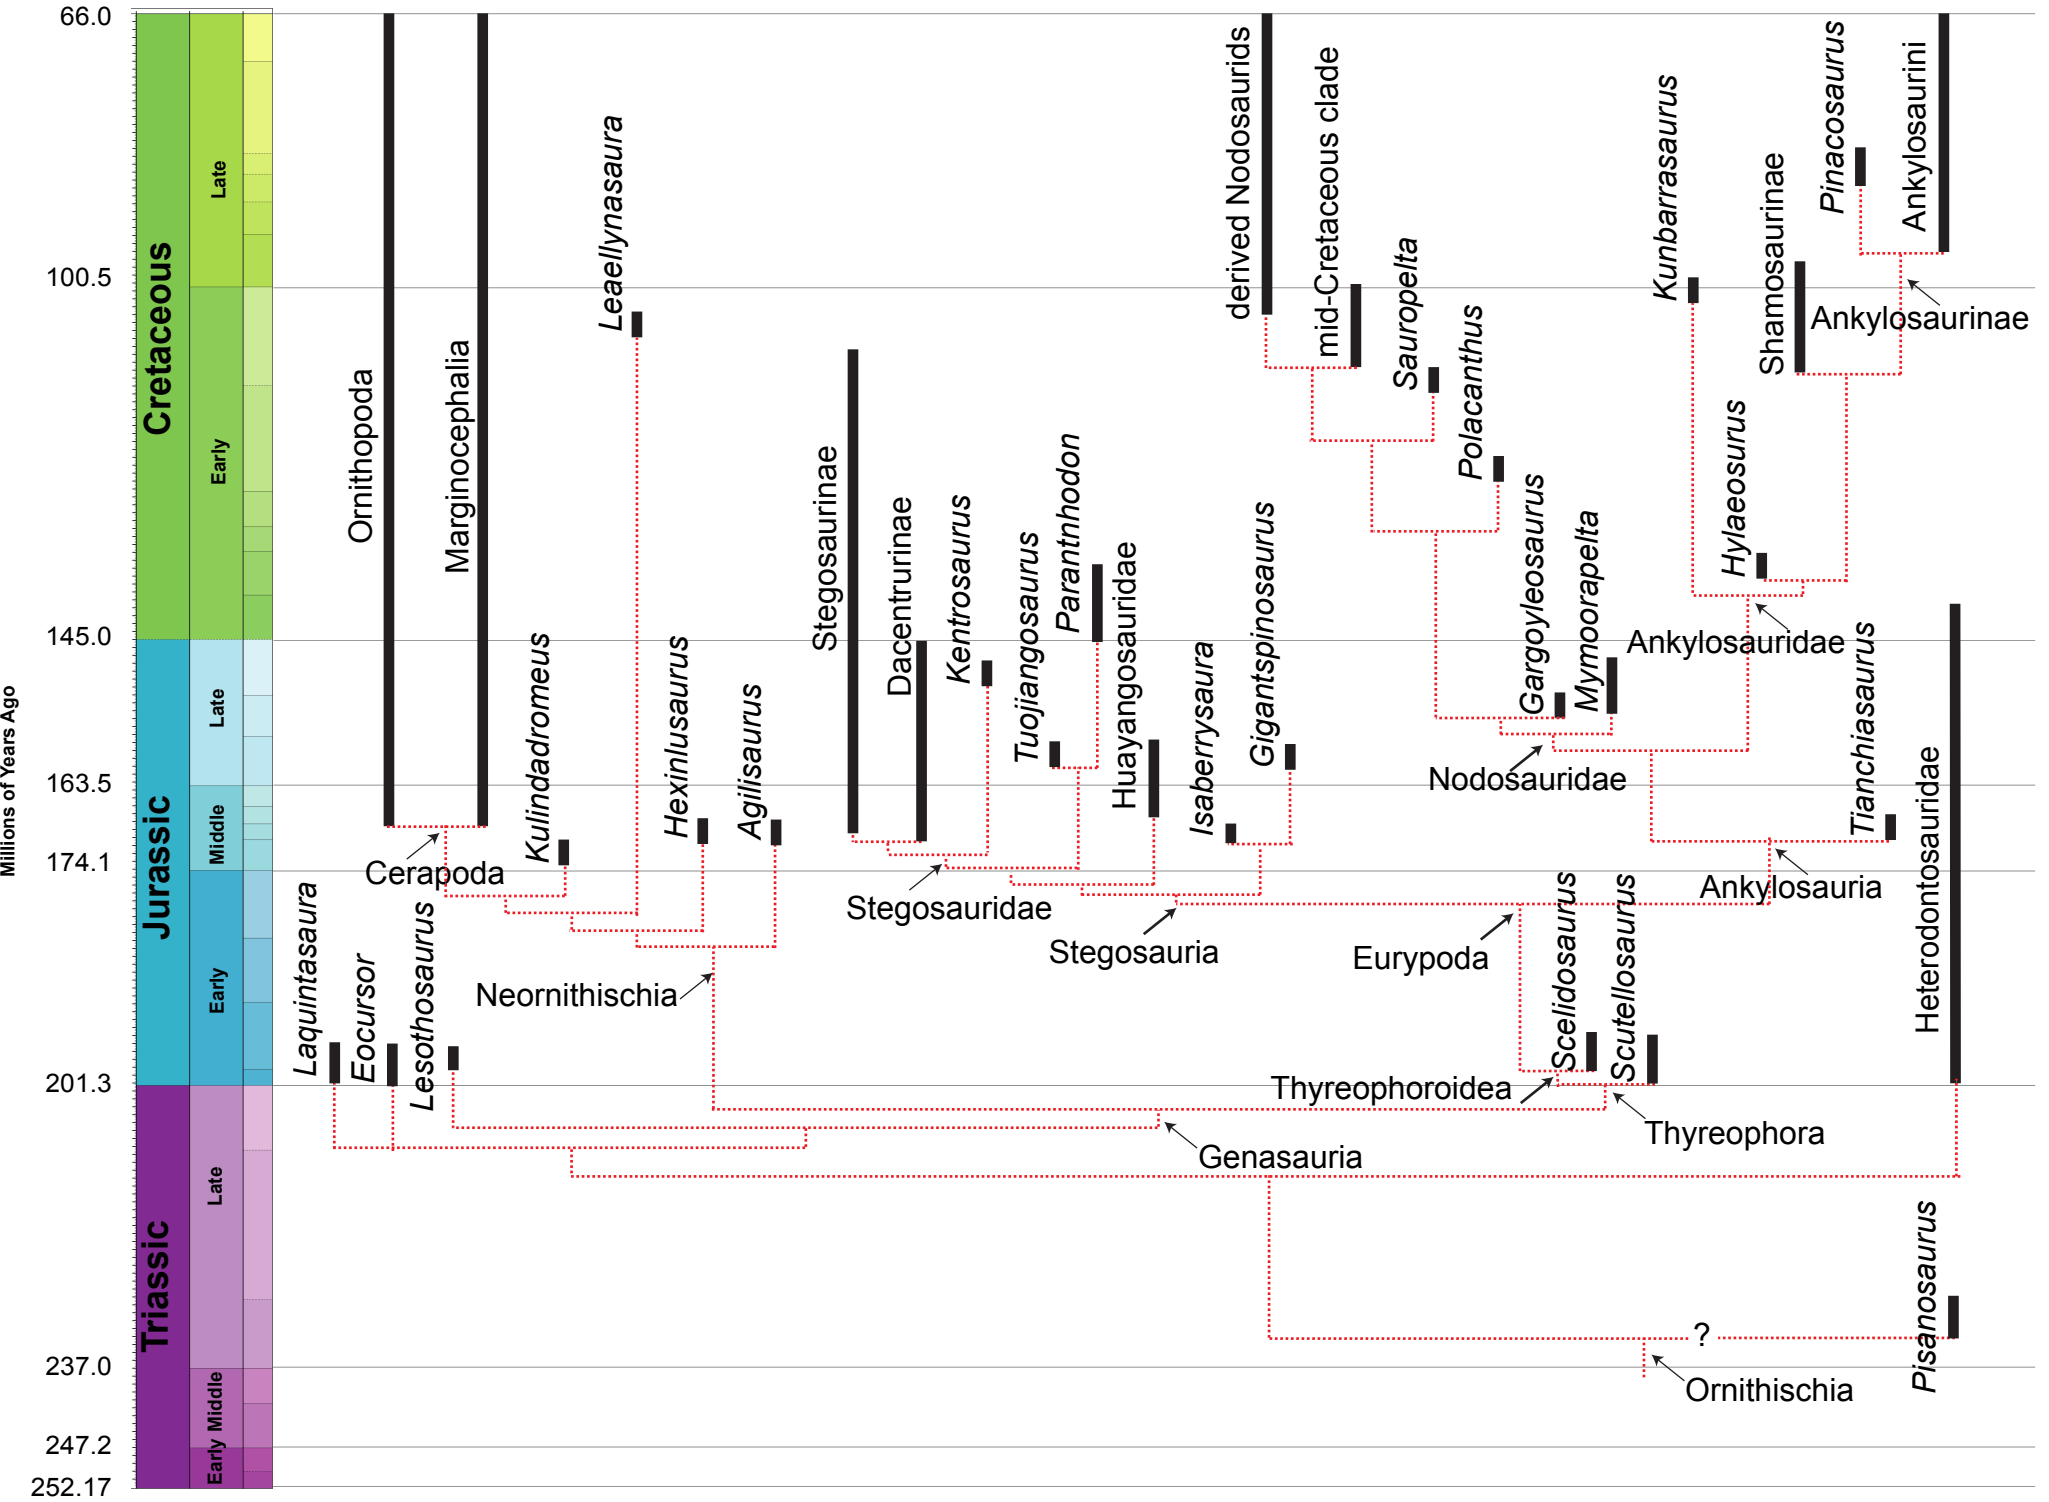 66.0
100.5
145.0
163.5
174.1
201.3
237.0
247.2
252.17
Millions of Years Ago
Cretaceous
Jurassic
Triassic
Late
Early
Late
Middle
Early
Late
Middle
Early
Ornithopoda
Marginocephalia
Leaellynasaura
Kulindadromeus
Hexinlusaurus
Agilisaurus
Cerapoda
Laquintasaura
Eocursor
Lesothosaurus
Neornithischia
Stegosaurinae
Dacentrurinae
Kentrosaurus
Tuojiangosaurus
Parantnhodon
Huayangosauridae
Isaberrysaura
Gigantspinosaurus
Stegosauridae
Stegosauria
derived Nodosaurids
mid-Cretaceous clade
Sauropelta
Polacanthus
Gargoyleosaurus
Mymoorapelta
Nodosauridae
Kunbarrasaurus
Hylaeosurus
Shamosaurinae
Pinacosaurus
Ankylosaurini
Ankylosaurinae
Ankylosauridae
Tianchiasaurus
Ankylosauria
Eurypoda
Scelidosaurus
Scutellosaurus
Thyreophoroidea
Thyreophora
Genasauria
Heterodontosauridae
Pisanosaurus
?
Ornithischia